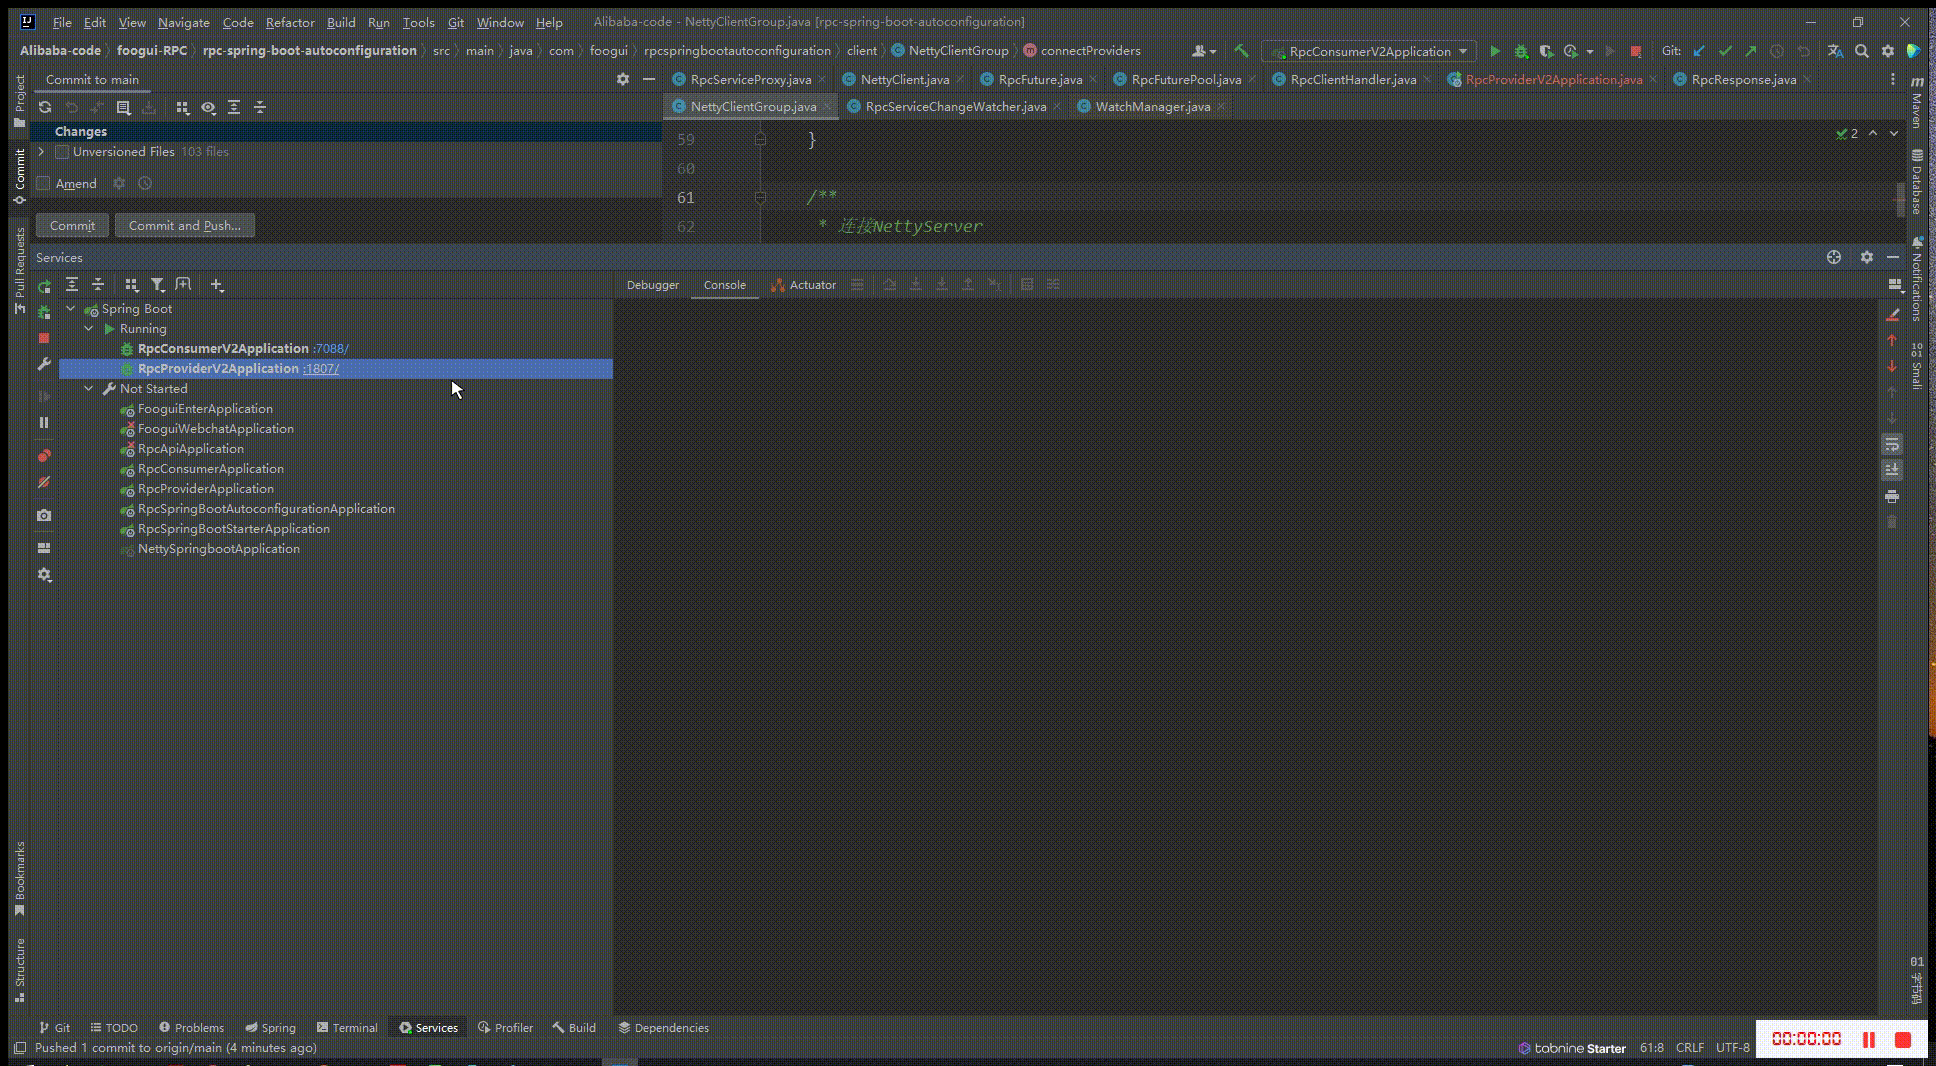 File Edit View Navigate Code Refactor Build Run Tools Git Window Help Alibaba-code - NettyClientGroup.java [rpc-spring-boot-autoconfiguration]
Alibaba-code foogui-RPC rpc-spring-boot-autoconfiguration src main java com foogui rpcspringbootautoconfiguration client NettyClientGroup connectProviders RpcConsumerV2Application Git:
Commit to main
RpcServiceProxy.java NettyClient.java RpcFuture.java RpcFuturePool.java RpcClientHandler.java RpcProviderV2Application.java RpcResponse.java
NettyClientGroup.java RpcServiceChangeWatcher.java WatchManager.java
Changes
Unversioned Files 103 files
Amend
Commit Commit and Push...
59 }
2
60
61 /**
62 * 连接NettyServer
Services
Debugger Console Actuator
Spring Boot
Running
RpcConsumerV2Application :7088/
RpcProviderV2Application :1807/
Not Started
FooguiEnterApplication
FooguiWebchatApplication
RpcApiApplication
RpcConsumerApplication
RpcProviderApplication
RpcSpringBootAutoconfigurationApplication
RpcSpringBootStarterApplication
NettySpringbootApplication
Project
Commit
Pull Requests
Bookmarks
Structure
Maven
Database
Notifications
Small
字节码
Git TODO Problems Spring Terminal Services Profiler Build Dependencies
Pushed 1 commit to origin/main (4 minutes ago)
tabnine Starter 61:8 CRLF UTF-8
00:00:00